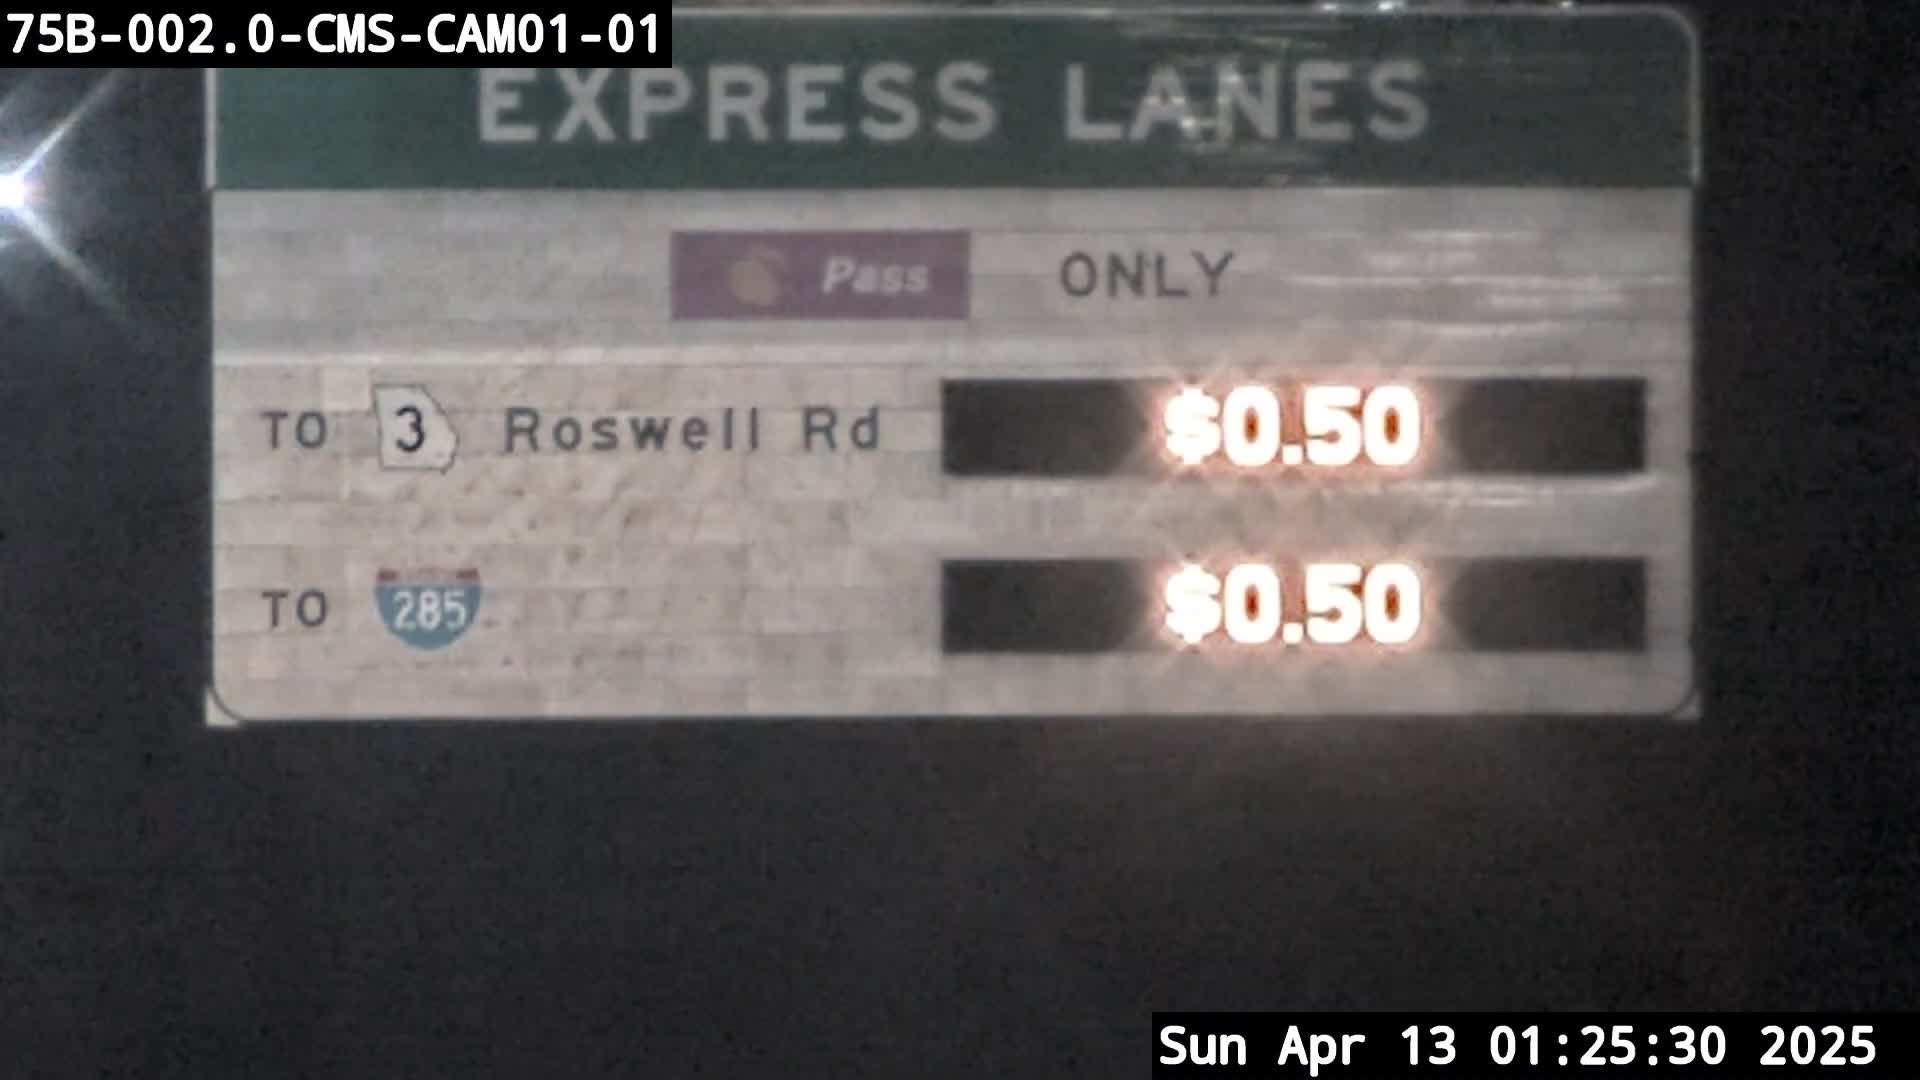 75B-002.0-CMS-CAM01-01
EXPRESS LANES
Pass ONLY
TO 3 Roswell Rd $0.50
TO 285 $0.50
Sun Apr 13 01:25:30 2025